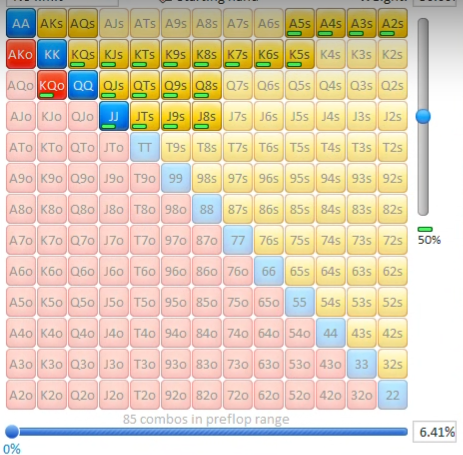 AA AKs AQs AJs ATs A9s A8s A7s A6s A5s A4s A3s A2s
AKo KK KQs KJs KTs K9s K8s K7s K6s K5s K4s K3s K2s
AQo KQo QQ QJs QTs Q9s Q8s Q7s Q6s Q5s Q4s Q3s Q2s
AJo KJo QJo JJ JTs J9s J8s J7s J6s J5s J4s J3s J2s
ATo KTo QTo JTo TT T9s T8s T7s T6s T5s T4s T3s T2s
A9o K9o Q9o J9o T9o 99 98s 97s 96s 95s 94s 93s 92s
A8o K8o Q8o J8o T8o 98o 88 87s 86s 85s 84s 83s 82s
A7o K7o Q7o J7o T7o 97o 87o 77 76s 75s 74s 73s 72s
50%
A6o K6o Q6o J6o T6o 96o 86o 76o 66 65s 64s 63s 62s
A5o K5o Q5o J5o T5o 95o 85o 75o 65o 55 54s 53s 52s
A4o K4o Q4o J4o T4o 94o 84o 74o 64o 54o 44 43s 42s
A3o K3o Q3o J3o T3o 93o 83o 73o 63o 53o 43o 33 32s
A2o K2o Q2o J2o T2o 92o 82o 72o 62o 52o 42o 32o 22
85 combos in preflop range
6.41%
0%